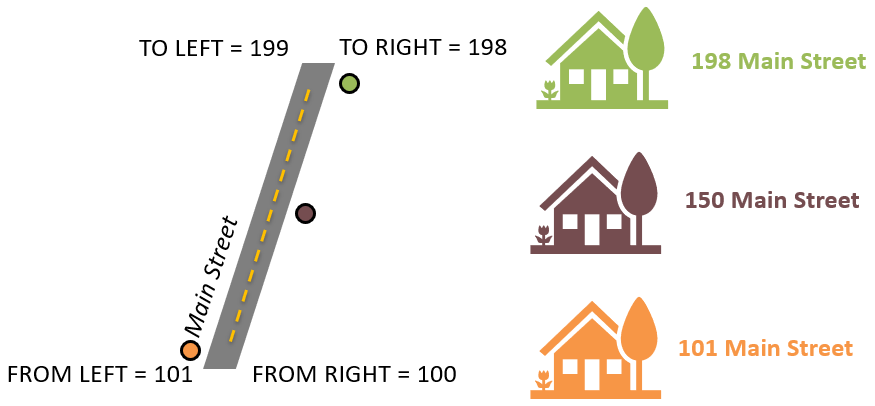 TO LEFT = 199
TO RIGHT = 198
198 Main Street
150 Main Street
Main Street
101 Main Street
FROM LEFT = 101
FROM RIGHT = 100